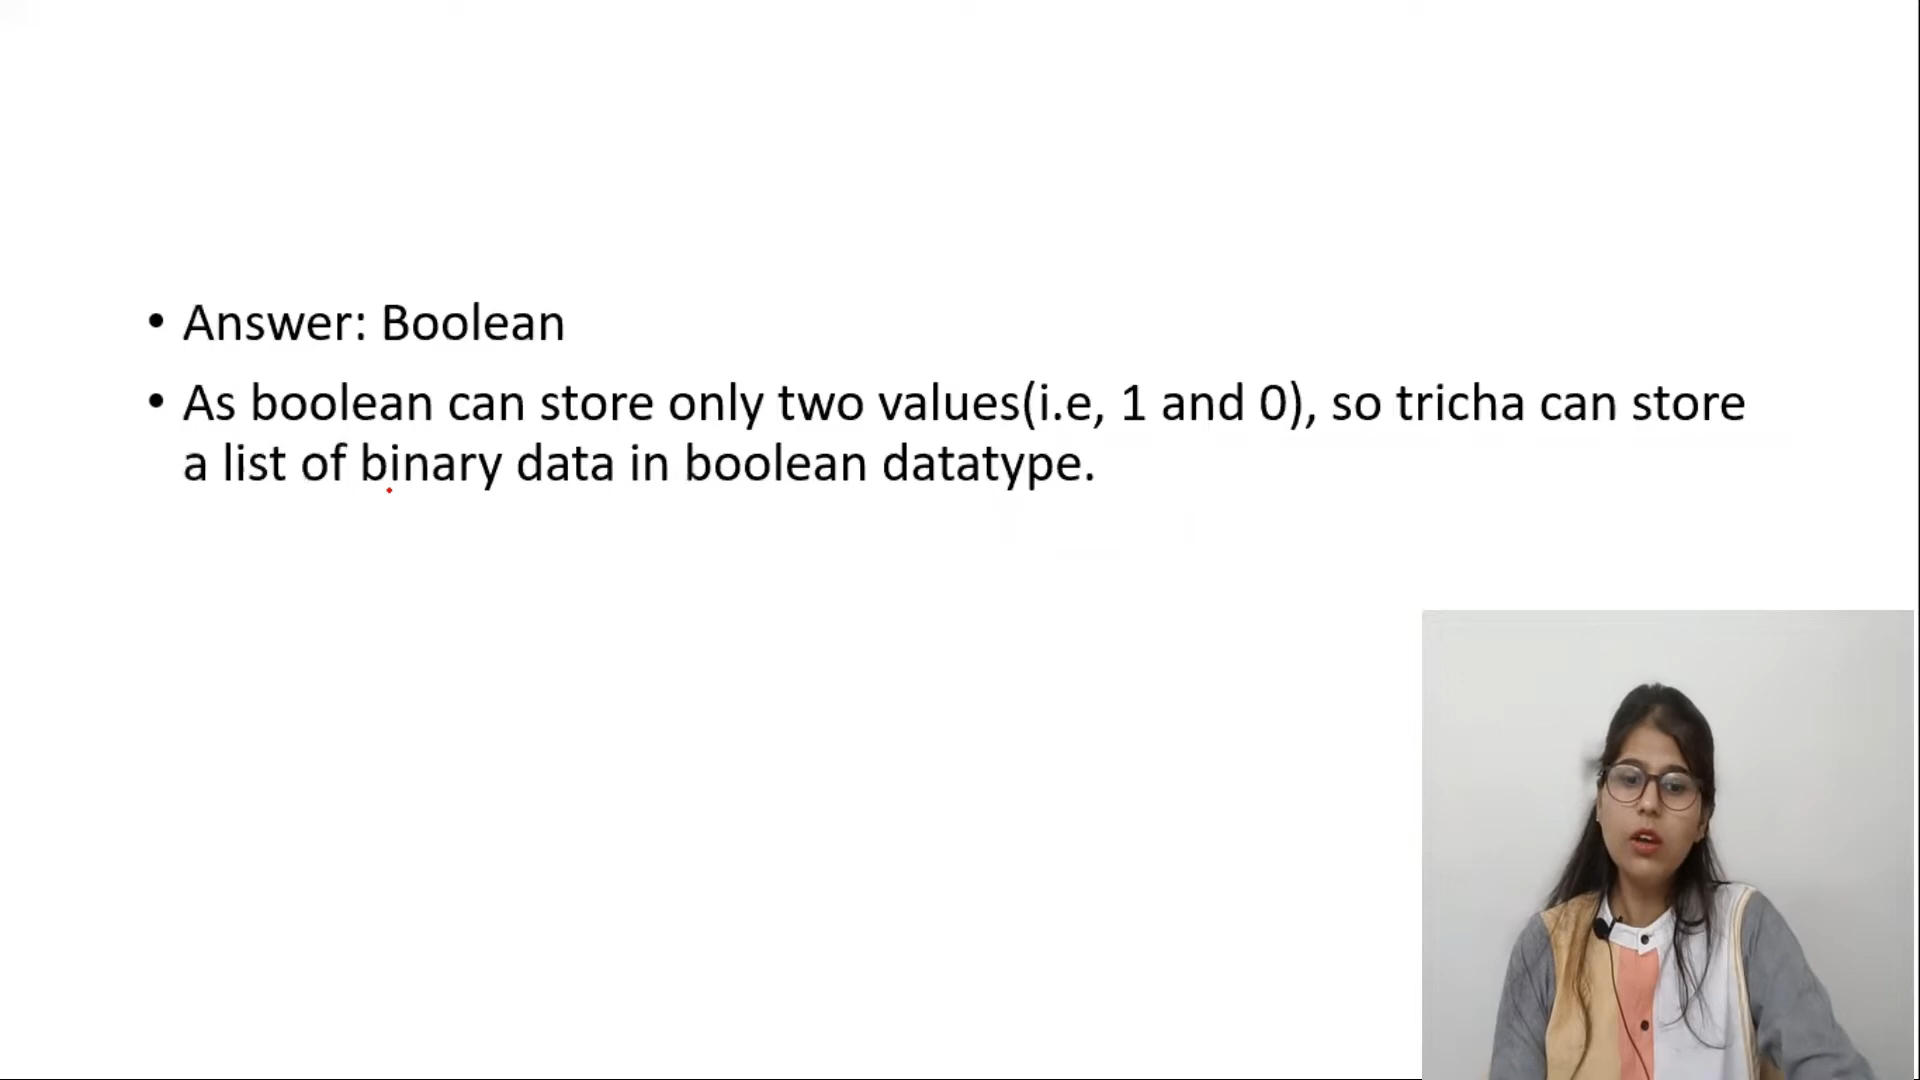 • Answer: Boolean
• As boolean can store only two values(i.e, 1 and 0), so tricha can store
a list of binary data in boolean datatype.